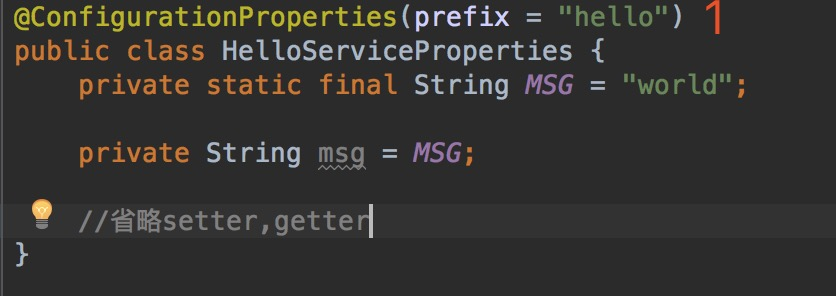 @ConfigurationProperties(prefix = "hello") 1
public class HelloServiceProperties {
    private static final String MSG = "world";
    private String msg = MSG;
    //省略setter,getter
}